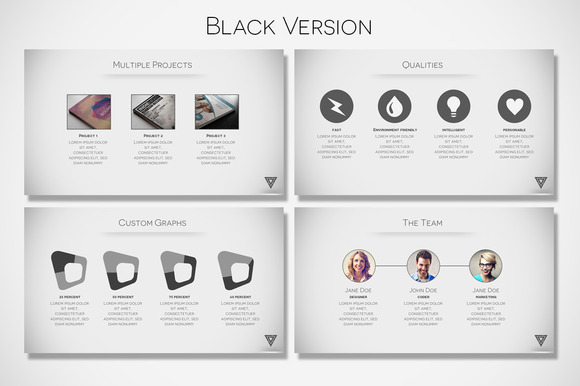 Black Version
Multiple Projects
Project 1
Lorem ipsum dolor
sit amet,
consectetuer
adipiscing elit, sed
diam nonummy
Project 2
Lorem ipsum dolor
sit amet,
consectetuer
adipiscing elit, sed
diam nonummy
Project 3
Lorem ipsum dolor
sit amet,
consectetuer
adipiscing elit, sed
diam nonummy
Qualities
Fast
Lorem ipsum dolor
sit amet,
consectetuer
adipiscing elit, sed
diam nonummy
Environment friendly
Lorem ipsum dolor
sit amet,
consectetuer
adipiscing elit, sed
diam nonummy
Intelligent
Lorem ipsum dolor
sit amet,
consectetuer
adipiscing elit, sed
diam nonummy
Personable
Lorem ipsum dolor
sit amet,
consectetuer
adipiscing elit, sed
diam nonummy
Custom Graphs
25 percent
Lorem ipsum dolor
sit amet,
consectetuer
adipiscing elit, sed
diam nonummy
50 percent
Lorem ipsum dolor
sit amet,
consectetuer
adipiscing elit, sed
diam nonummy
75 percent
Lorem ipsum dolor
sit amet,
consectetuer
adipiscing elit, sed
diam nonummy
60 percent
Lorem ipsum dolor
sit amet,
consectetuer
adipiscing elit, sed
diam nonummy
The Team
Jane Doe
Designer
Lorem ipsum dolor
sit amet,
consectetuer
adipiscing elit, sed
diam nonummy
John Doe
Coder
Lorem ipsum dolor
sit amet,
consectetuer
adipiscing elit, sed
diam nonummy
Jane Doe
Marketing
Lorem ipsum dolor
sit amet,
consectetuer
adipiscing elit, sed
diam nonummy